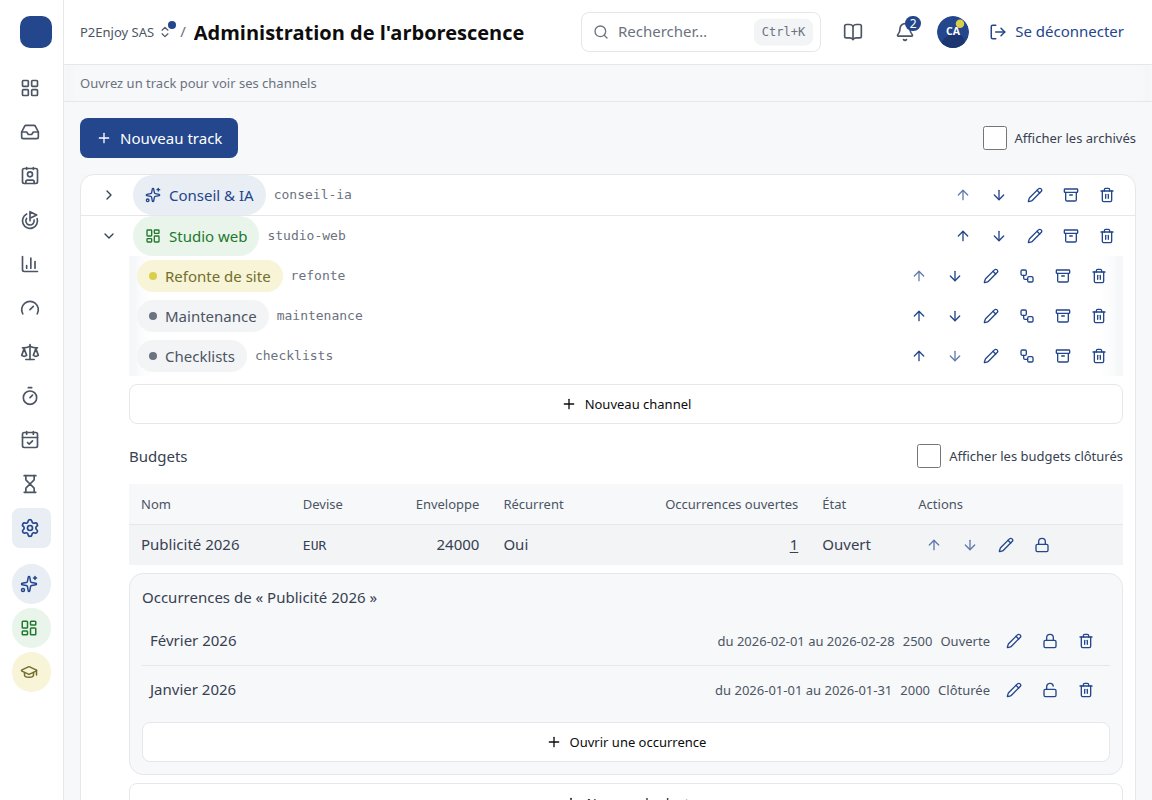 P2Enjoy SAS / Administration de l'arborescence
Rechercher... Ctrl+K
2
CA
Se déconnecter
Ouvrez un track pour voir ses channels
Nouveau track
Afficher les archivés
Conseil & IA conseil-ia
Studio web studio-web
Refonte de site refonte
Maintenance maintenance
Checklists checklists
Nouveau channel
Budgets
Afficher les budgets clôturés
Nom Devise Enveloppe Récurrent Occurrences ouvertes État Actions
Publicité 2026 EUR 24000 Oui 1 Ouvert
Occurrences de « Publicité 2026 »
Février 2026 du 2026-02-01 au 2026-02-28 2500 Ouverte
Janvier 2026 du 2026-01-01 au 2026-01-31 2000 Clôturée
Ouvrir une occurrence